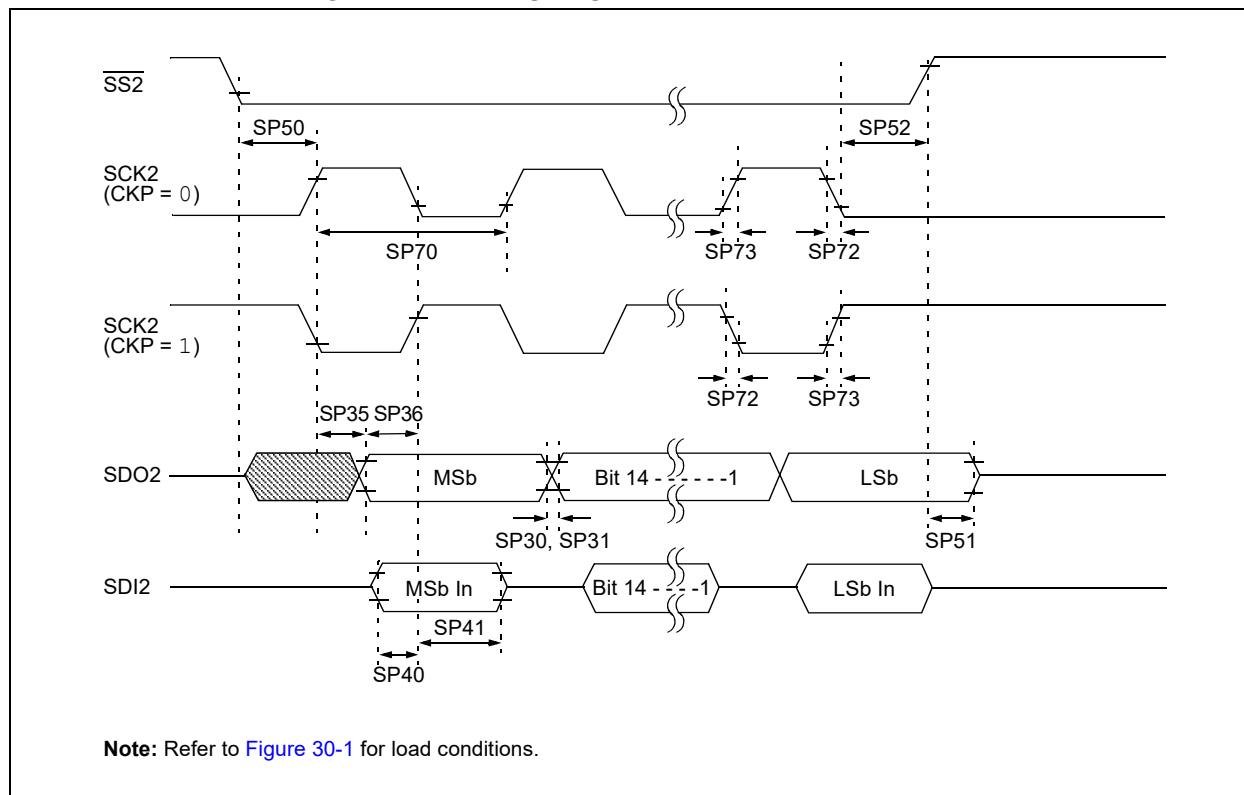 SS2
SP50
SP52
SCK2
(CKP = 0)
SP70
SP73
SP72
SCK2
(CKP = 1)
SP72
SP73
SP35 SP36
SDO2
MSb
Bit 14 - - - - - -1
LSb
SP30, SP31
SP51
SDI2
MSb In
Bit 14 - - - -1
LSb In
SP41
SP40
Note: Refer to Figure 30-1 for load conditions.